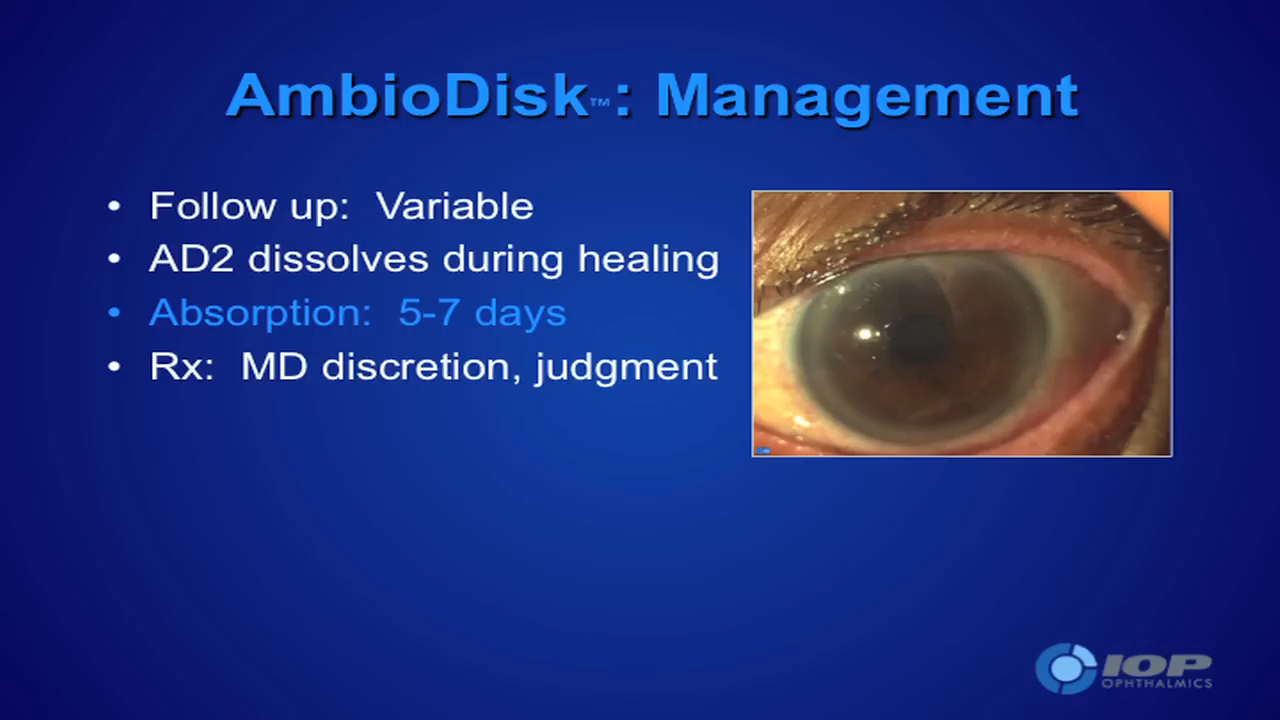 AmbioDisk™: Management
• Follow up: Variable
• AD2 dissolves during healing
• Absorption: 5-7 days
• Rx: MD discretion, judgment
IOP
OPHTHALMICS